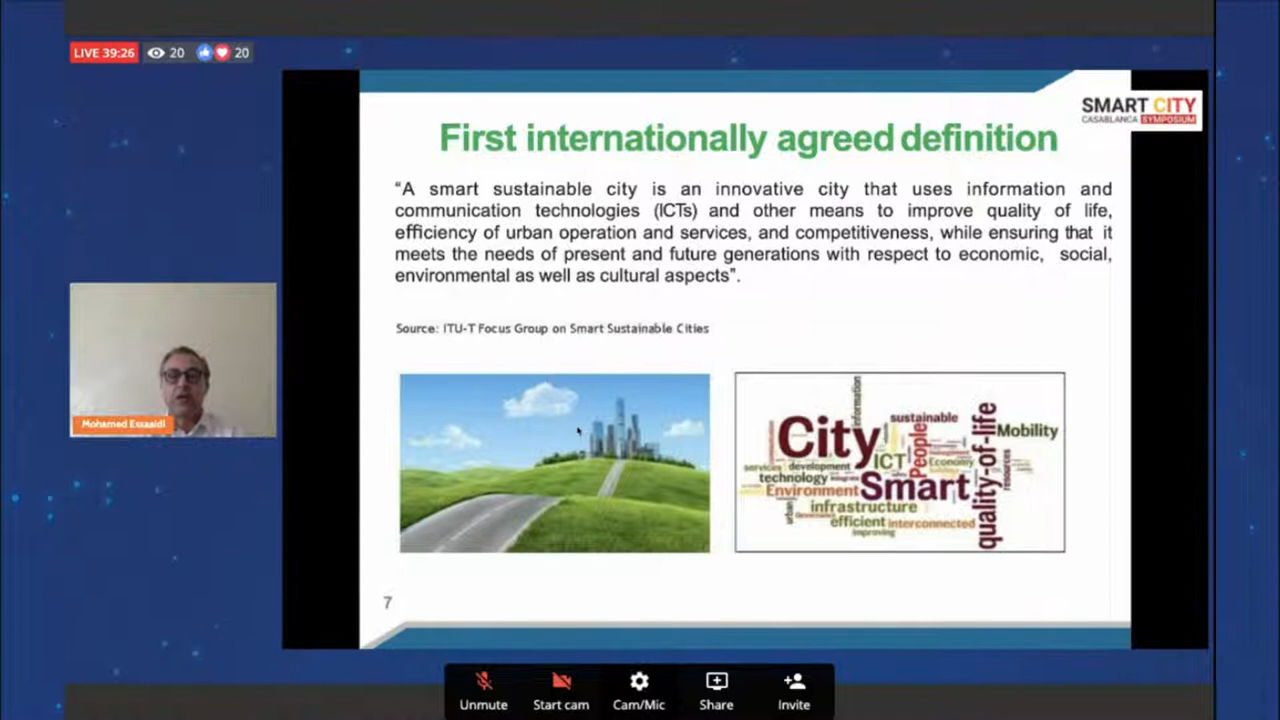 LIVE 39:26
20
20
SMART CITY
CASABLANCA SYMPOSIUM
First internationally agreed definition
“A smart sustainable city is an innovative city that uses information and
communication technologies (ICTs) and other means to improve quality of life,
efficiency of urban operation and services, and competitiveness, while ensuring that it
meets the needs of present and future generations with respect to economic, social,
environmental as well as cultural aspects”.
Source: ITU-T Focus Group on Smart Sustainable Cities
Mohamed Essaaidi
information
sustainable
City
People
quality-of-life
Mobility
ICT
Economy
services
development
technology
resources
Environment
Smart
urban
infrastructure
efficient
interconnected
improving
7
Unmute
Start cam
Cam/Mic
Share
Invite